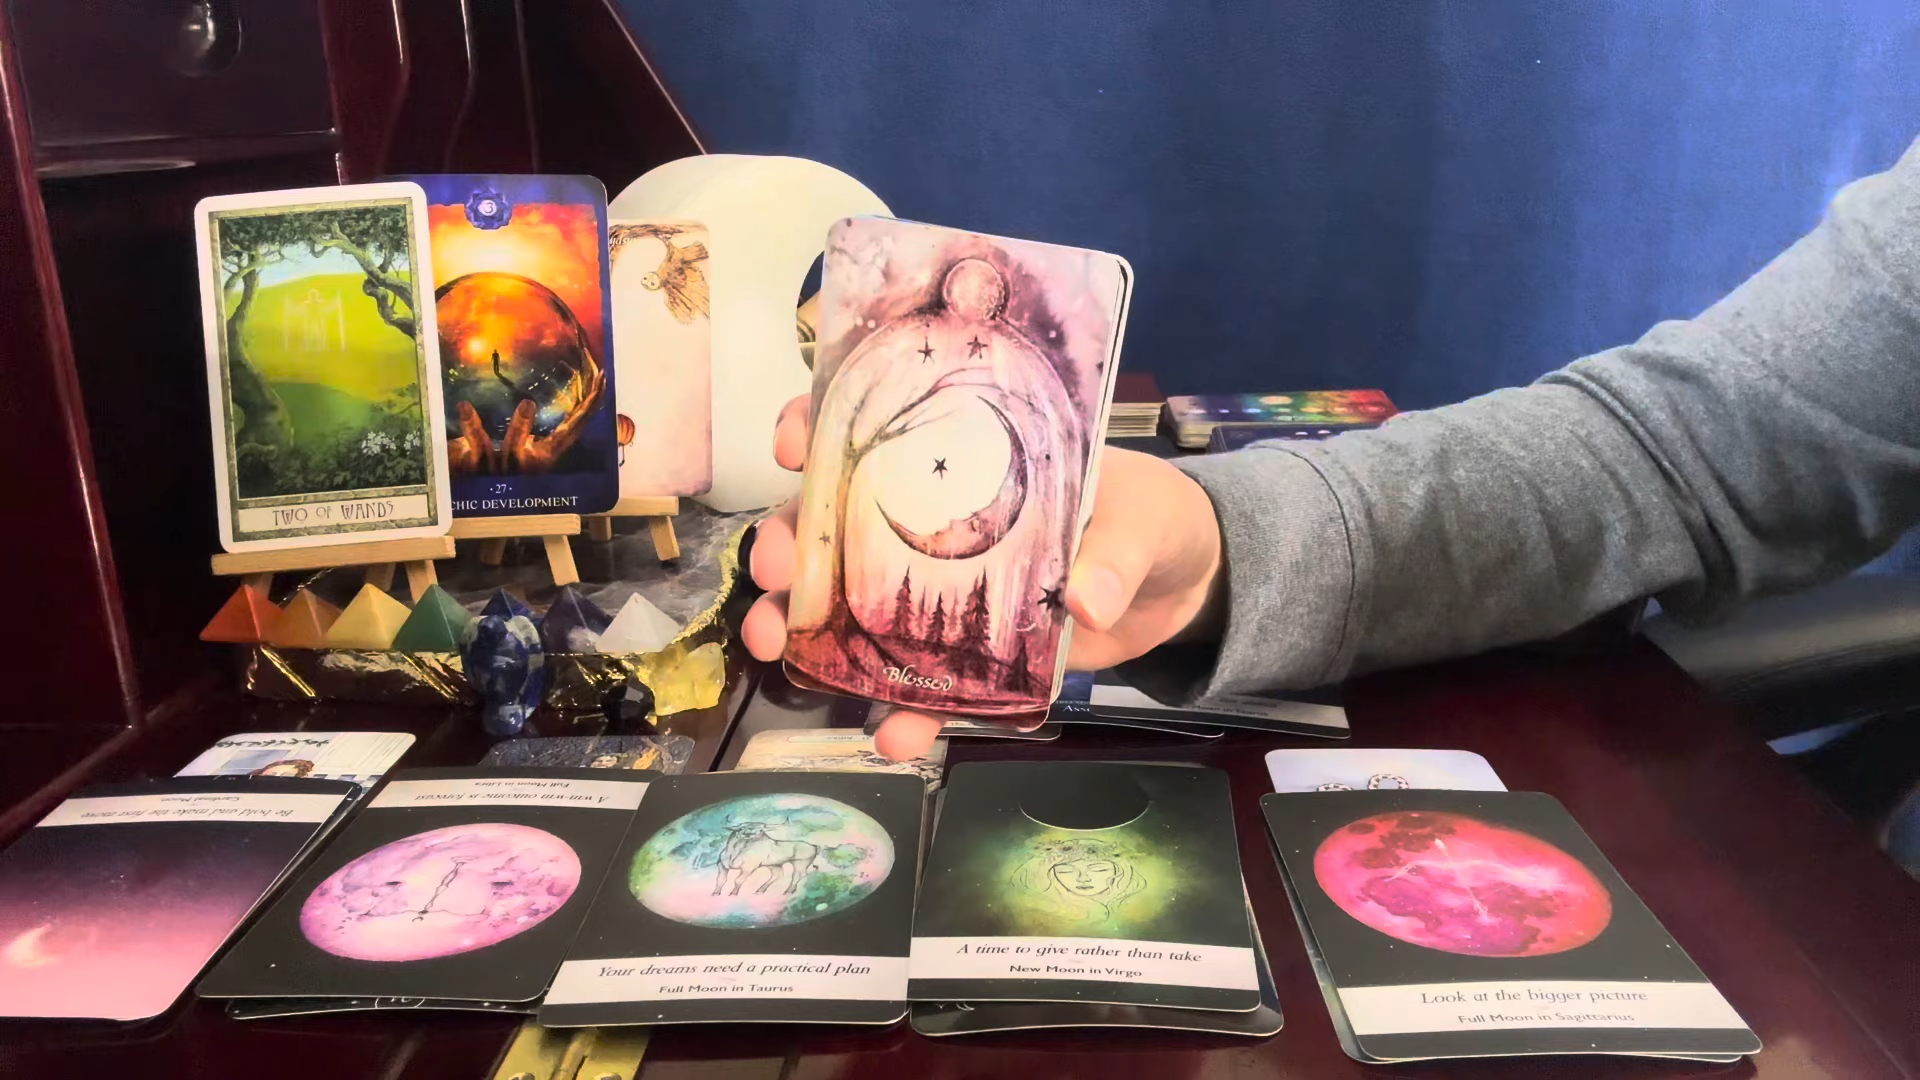 TWO OF WANDS
·27·
CHIC DEVELOPMENT
Blessed
Be bold and make the first move
Cardinal Moon
A win-win outcome is forecast
Full Moon in Libra
Your dreams need a practical plan
Full Moon in Taurus
A time to give rather than take
New Moon in Virgo
Look at the bigger picture
Full Moon in Sagittarius